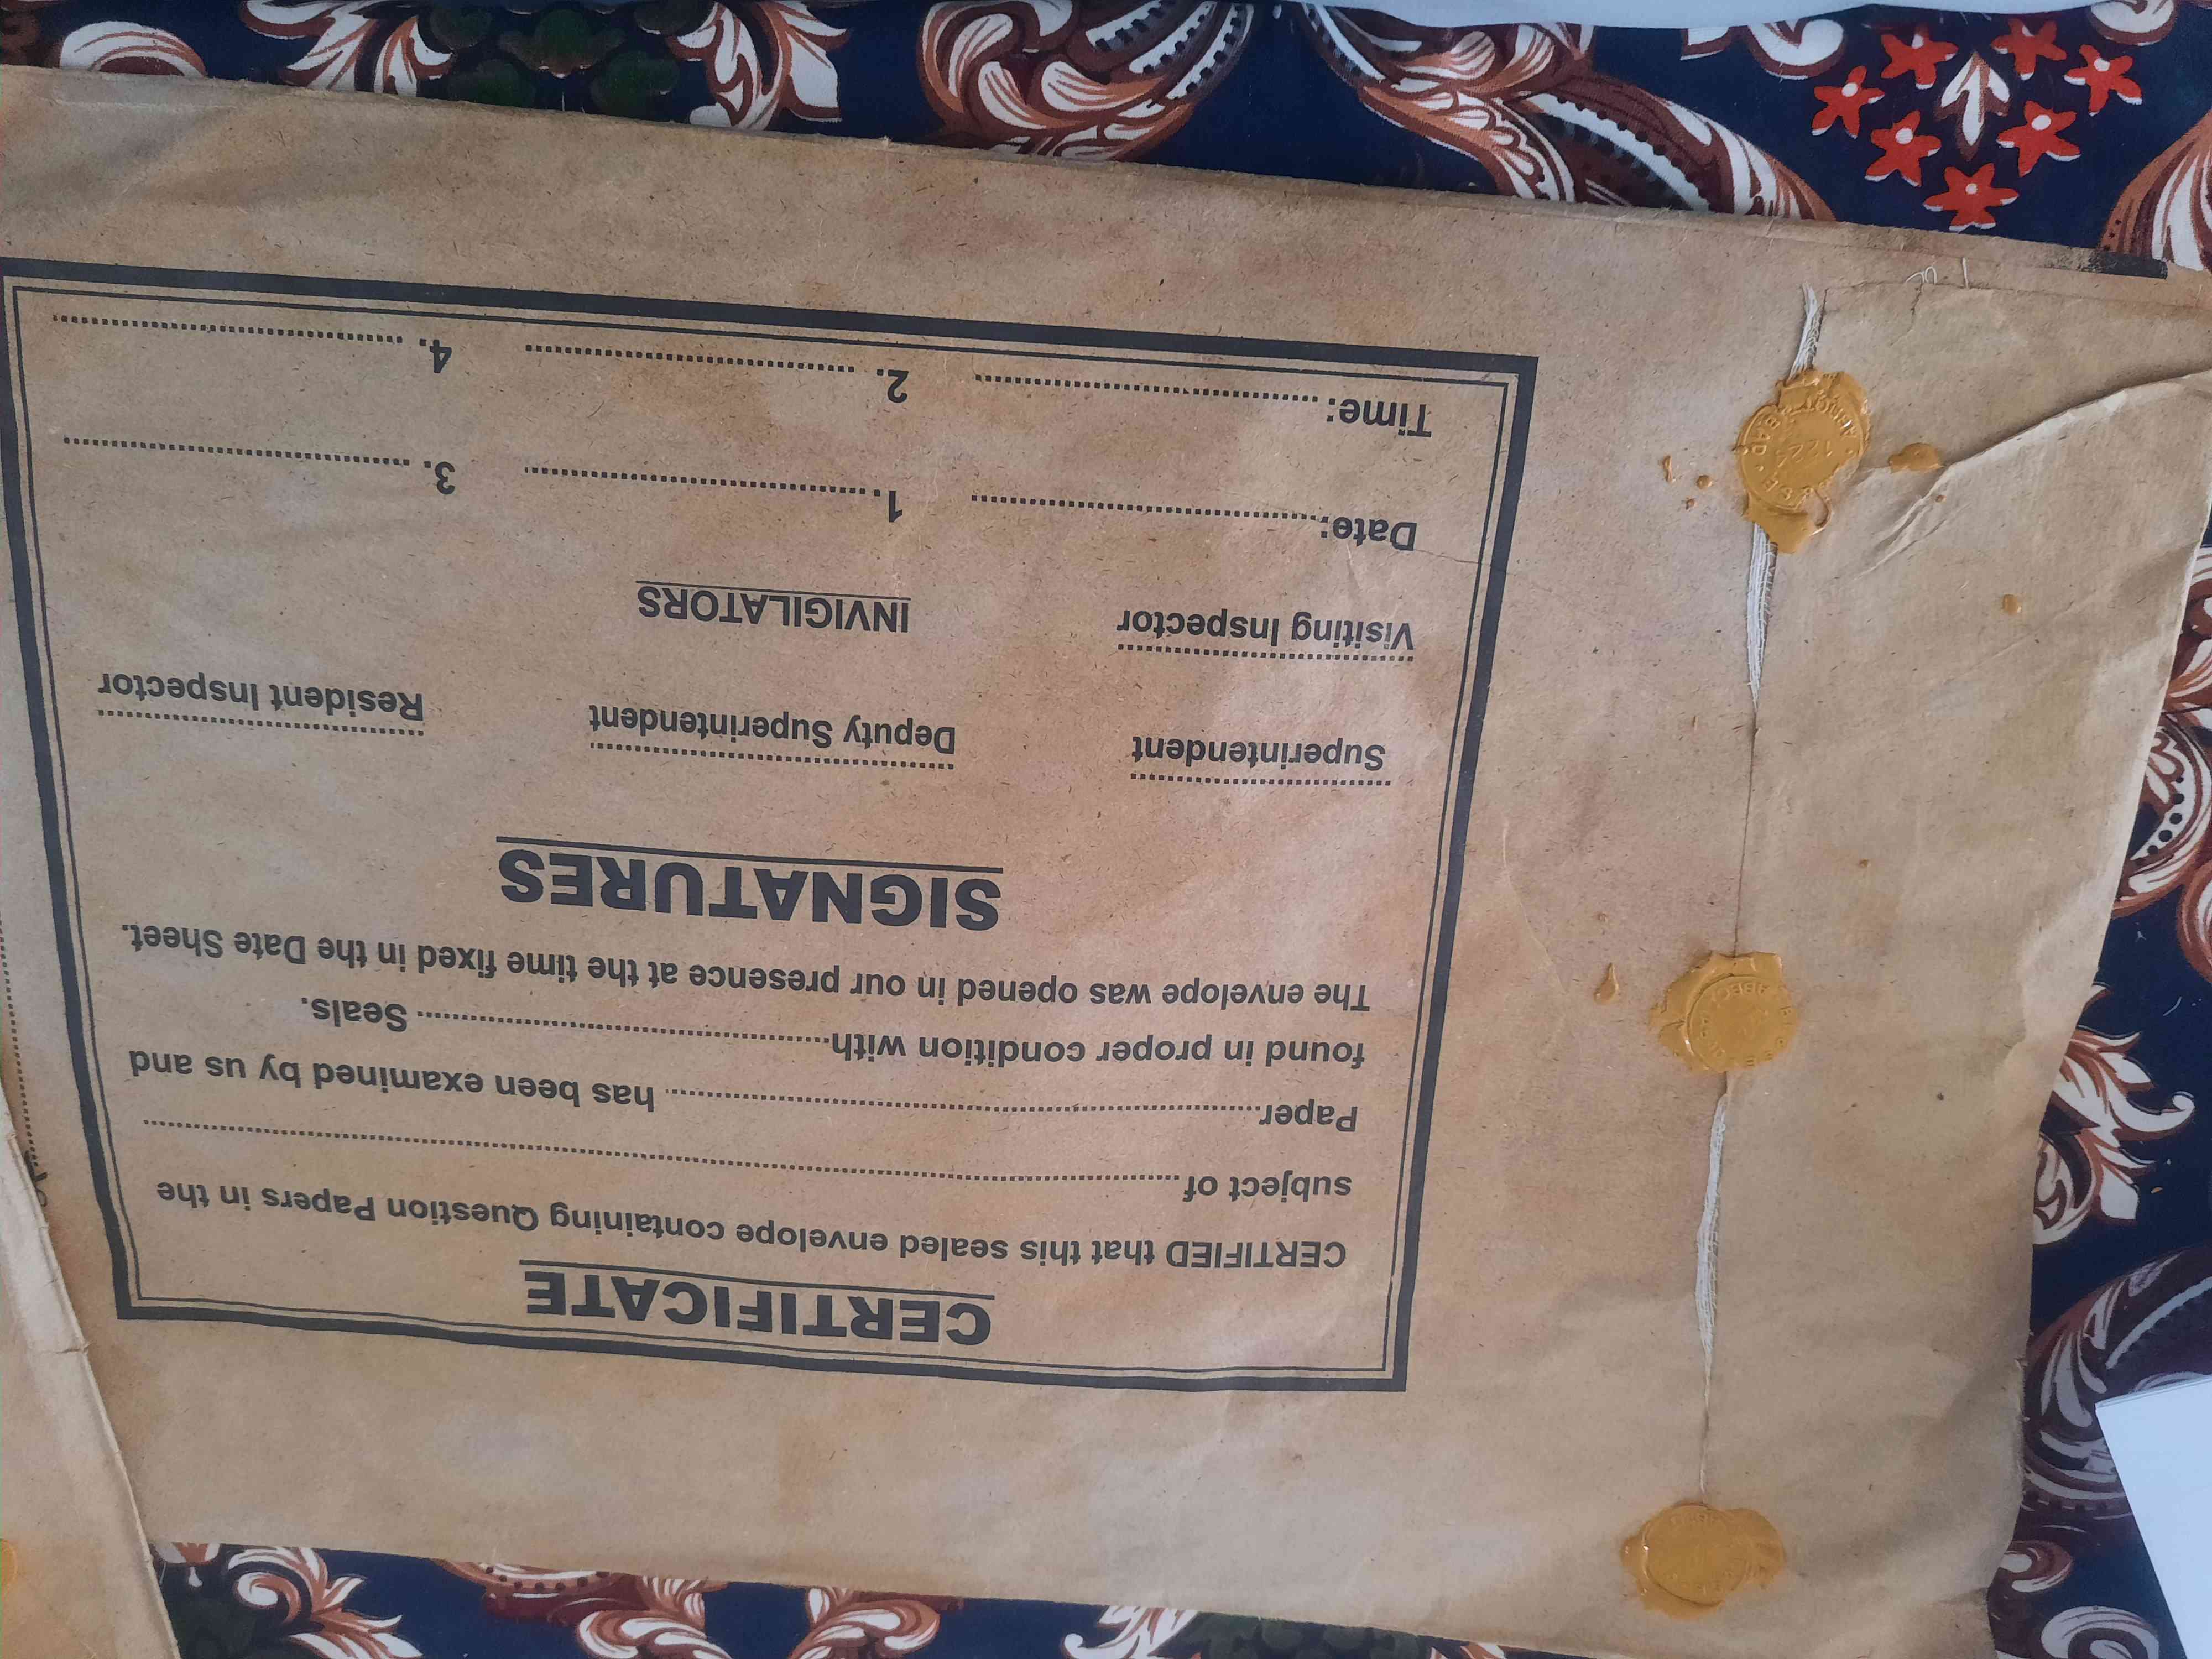 CERTIFICATE
CERTIFIED that this sealed envelope containing Question Papers in the
subject of ................................................
Paper................................ has been examined by us and
found in proper condition with................................ Seals.
The envelope was opened in our presence at the time fixed in the Date Sheet.
SIGNATURES
Superintendent Deputy Superintendent Resident Inspector
Visiting Inspector INVIGILATORS
Date:................ 1. ................ 3. ................
Time:................ 2. ................ 4. ................